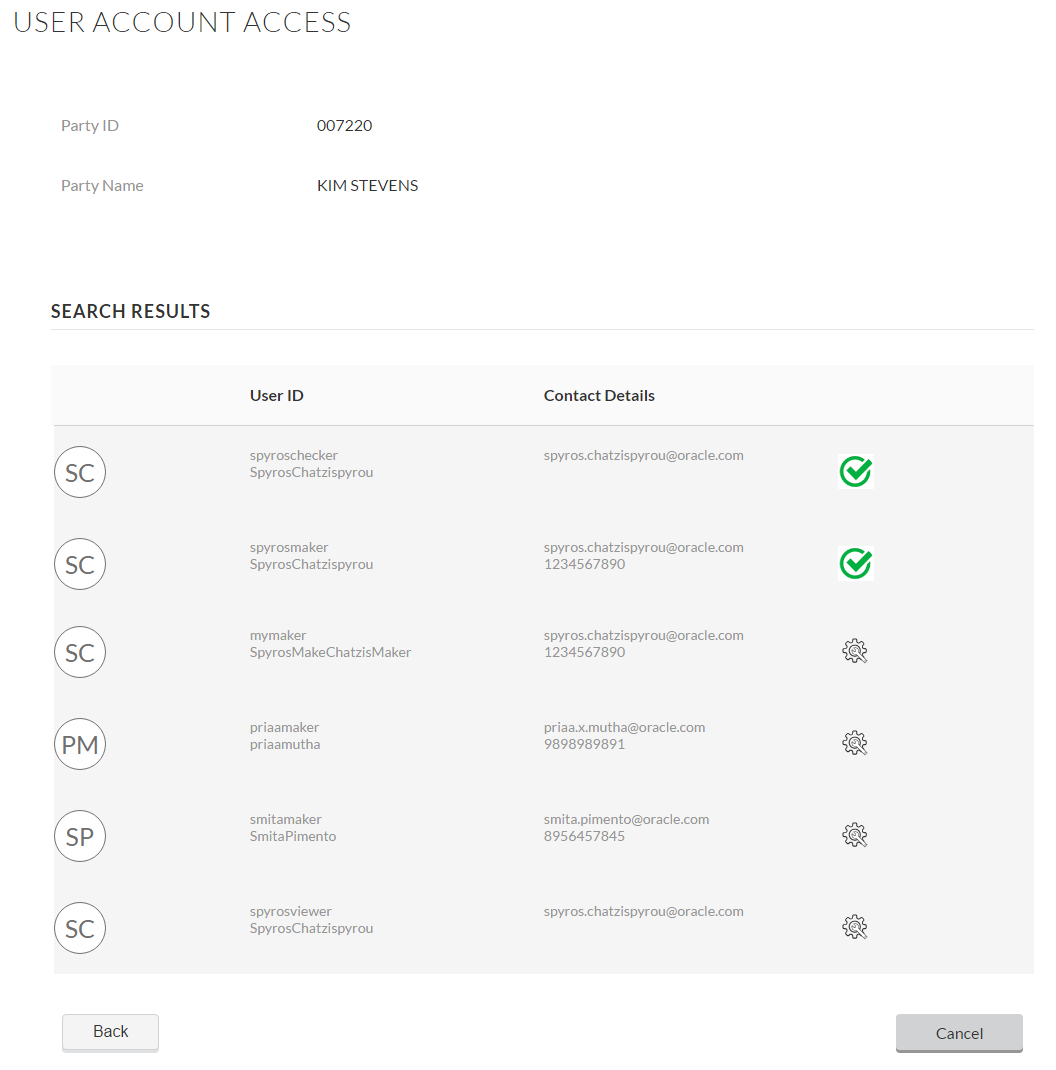 USER ACCOUNT ACCESS
Party ID 007220
Party Name KIM STEVENS
SEARCH RESULTS
User ID Contact Details
SC spyroschecker spyros.chatzispyrou@oracle.com
SpyrosChatzispyrou
SC spyrosmaker spyros.chatzispyrou@oracle.com
SpyrosChatzispyrou 1234567890
SC mymaker spyros.chatzispyrou@oracle.com
SpyrosMakeChatzisMaker 1234567890
PM priaamaker priaa.x.mutha@oracle.com
priaamutha 9898989891
SP smitamaker smita.pimento@oracle.com
SmitaPimento 8956457845
SC spyrosviewer spyros.chatzispyrou@oracle.com
SpyrosChatzispyrou
Back Cancel